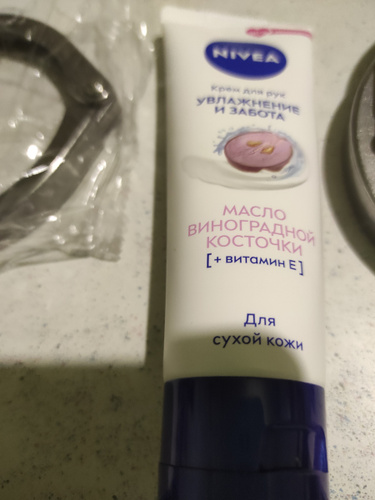 NIVEA
крем для рук
УВЛАЖНЕНИЕ
И ЗАБОТА
МАСЛО
ВИНОГРАДНОЙ
КОСТОЧКИ
[+ витамин Е]
Для
сухой кожи